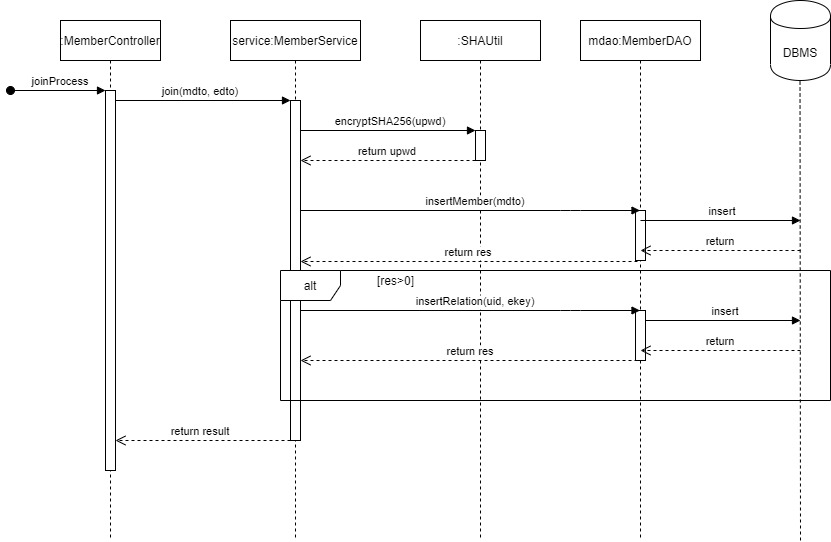 :MemberController
service:MemberService
:SHAUtil
mdao:MemberDAO
DBMS
joinProcess
join(mdto, edto)
encryptSHA256(upwd)
return upwd
insertMember(mdto)
insert
return
return res
alt
[res>0]
insertRelation(uid, ekey)
insert
return
return res
return result